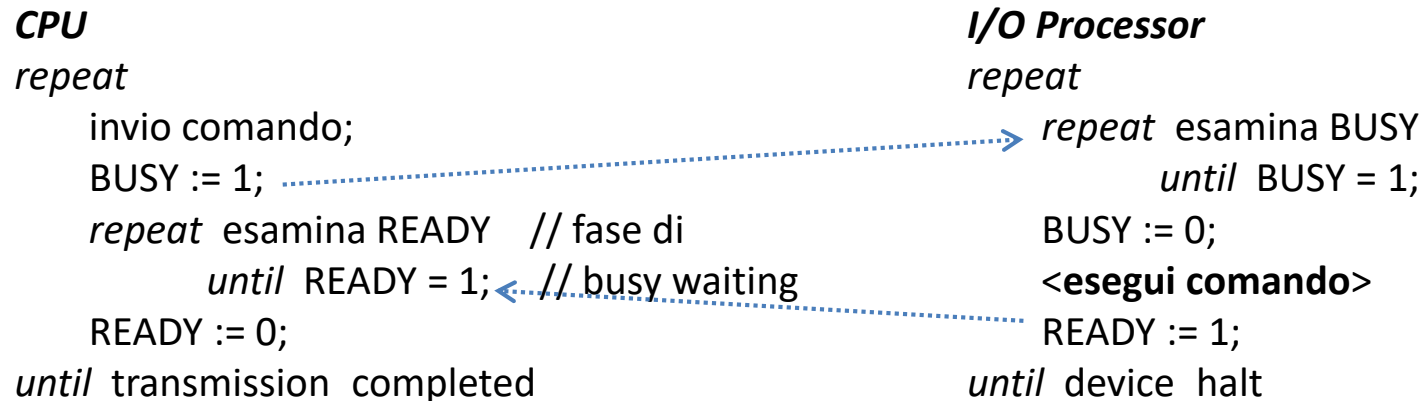 CPU
repeat
invio comando;
BUSY := 1;
repeat esamina READY // fase di
until READY = 1; // busy waiting
READY := 0;
until transmission completed
I/O Processor
repeat
repeat esamina BUSY
until BUSY = 1;
BUSY := 0;
<esegui comando>
READY := 1;
until device halt